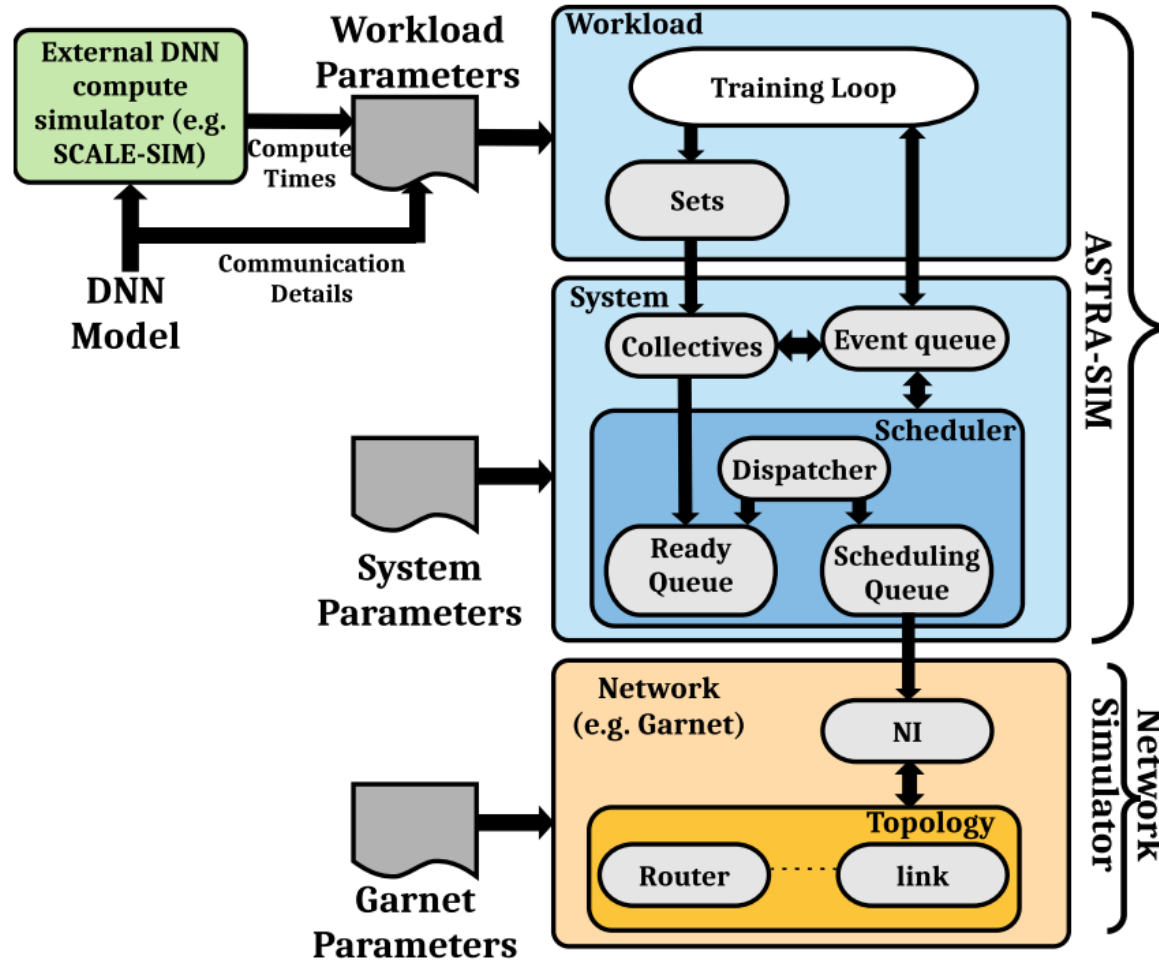 External DNN
compute
simulator (e.g.
SCALE-SIM)
Workload
Parameters
Compute
Times
Communication
Details
DNN
Model
Workload
Training Loop
Sets
System
Collectives
Event queue
Scheduler
Dispatcher
Ready
Queue
Scheduling
Queue
System
Parameters
ASTRA-SIM
Network
(e.g. Garnet)
NI
Topology
Router
link
Garnet
Parameters
Network
Simulator